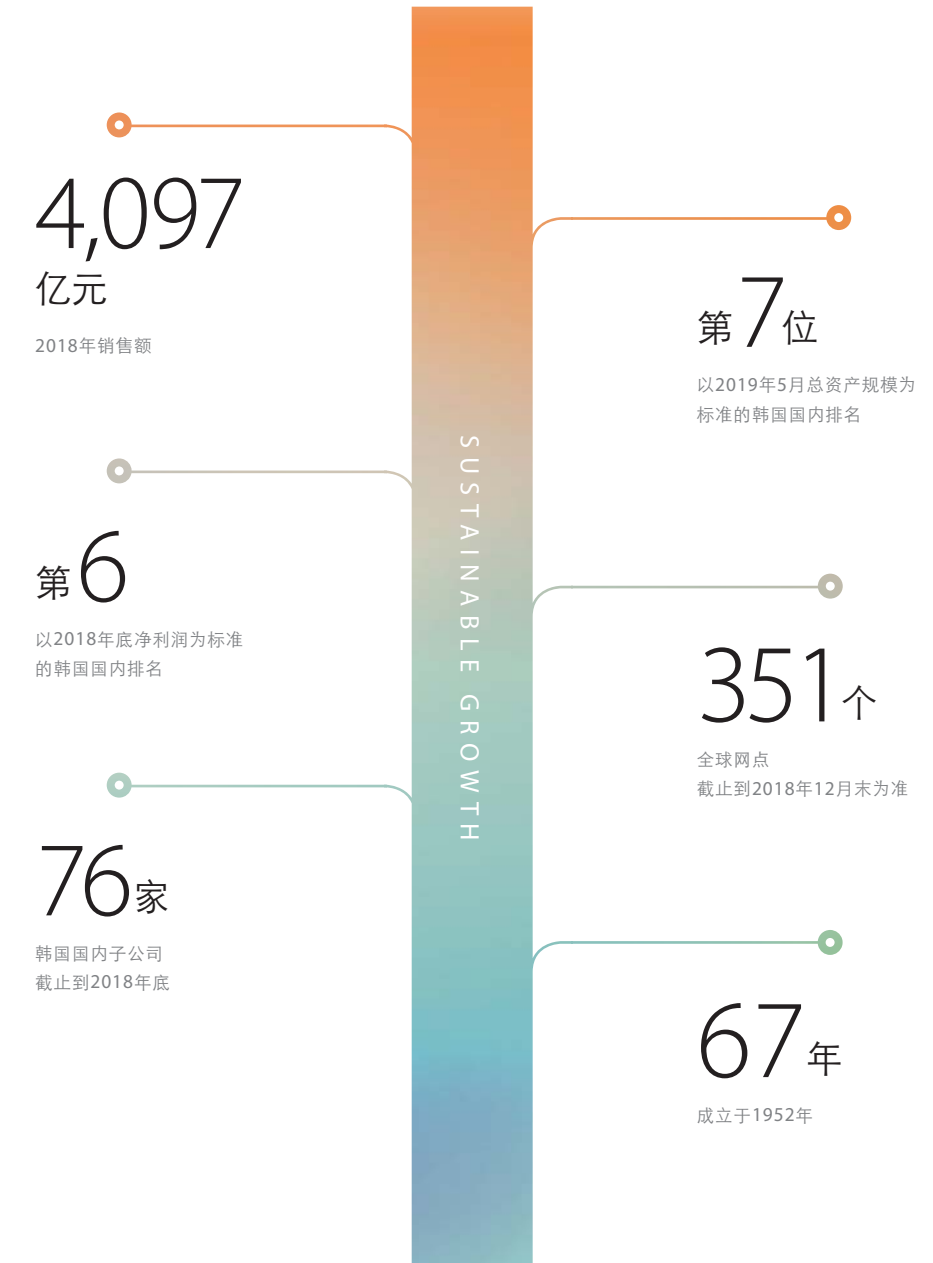 4,097
亿元
2018年销售额
第7位
以2019年5月总资产规模为
标准的韩国国内排名
SUSTAINABLE GROWTH
第6
以2018年底净利润为标准
的韩国国内排名
351个
全球网点
截止到2018年12月末为准
76家
韩国国内子公司
截止到2018年底
67年
成立于1952年